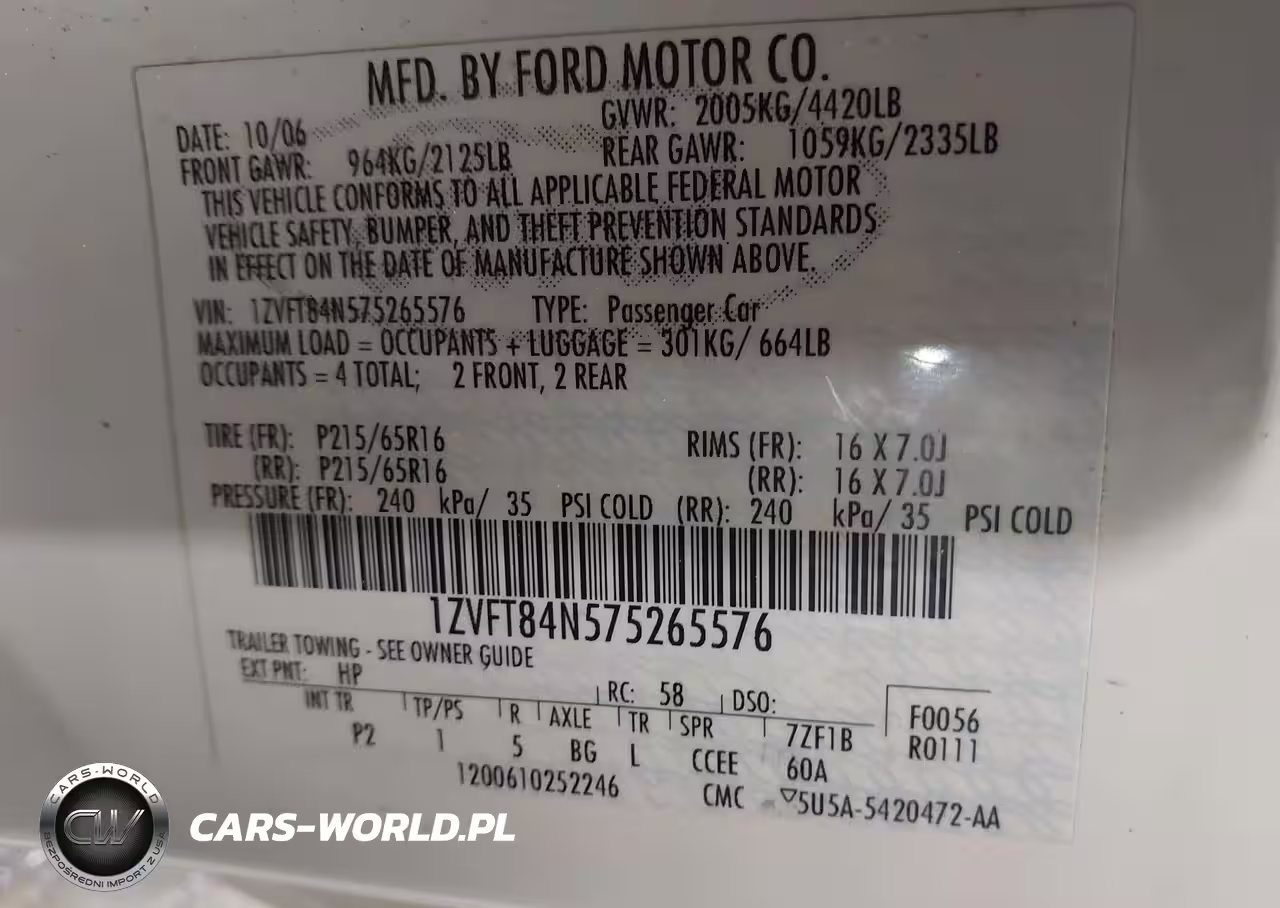 MFD. BY FORD MOTOR CO.
DATE: 10/06 GVWR: 2005KG/4420LB
FRONT GAWR: 964KG/2125LB REAR GAWR: 1059KG/2335LB
THIS VEHICLE CONFORMS TO ALL APPLICABLE FEDERAL MOTOR
VEHICLE SAFETY, BUMPER, AND THEFT PREVENTION STANDARDS
IN EFFECT ON THE DATE OF MANUFACTURE SHOWN ABOVE.
VIN: 1ZVFT84N575265576 TYPE: Passenger Car
MAXIMUM LOAD = OCCUPANTS + LUGGAGE = 301KG/ 664LB
OCCUPANTS = 4 TOTAL; 2 FRONT, 2 REAR
TIRE (FR): P215/65R16 RIMS (FR): 16 X 7.0J
(RR): P215/65R16 (RR): 16 X 7.0J
PRESSURE (FR): 240 kPa/ 35 PSI COLD (RR): 240 kPa/ 35 PSI COLD
1ZVFT84N575265576
TRAILER TOWING - SEE OWNER GUIDE
EXT PNT: HP RC: 58 DSO:
INT TR TP/PS R AXLE TR SPR 7ZF1B F0056
P2 1 5 BG L CCEE 60A R0111
1200610252246 CMC ▽5U5A-5420472-AA
CARS-WORLD
CW
BEZPOŚREDNI IMPORT Z USA
CARS-WORLD.PL